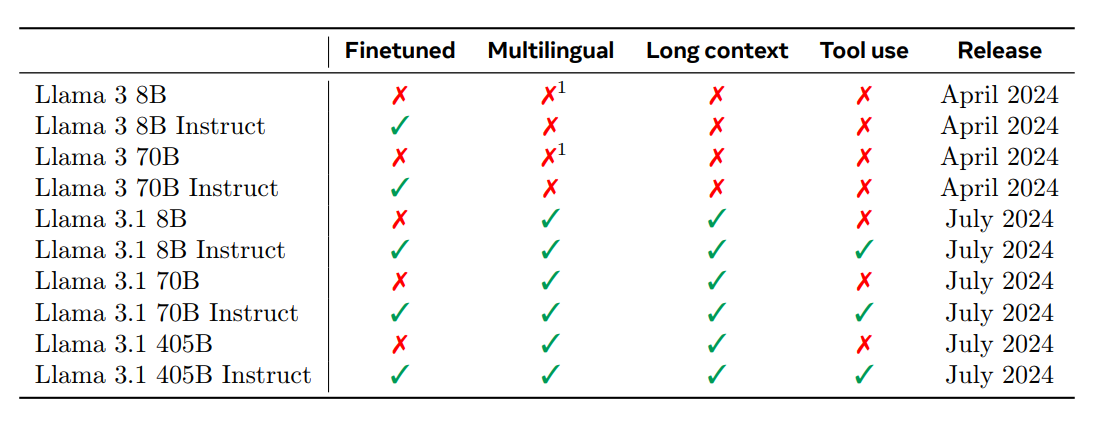 Finetuned Multilingual Long context Tool use Release
Llama 3 8B ✗ ✗¹ ✗ ✗ April 2024
Llama 3 8B Instruct ✓ ✗ ✗ ✗ April 2024
Llama 3 70B ✗ ✗¹ ✗ ✗ April 2024
Llama 3 70B Instruct ✓ ✗ ✗ ✗ April 2024
Llama 3.1 8B ✗ ✓ ✓ ✗ July 2024
Llama 3.1 8B Instruct ✓ ✓ ✓ ✓ July 2024
Llama 3.1 70B ✗ ✓ ✓ ✗ July 2024
Llama 3.1 70B Instruct ✓ ✓ ✓ ✓ July 2024
Llama 3.1 405B ✗ ✓ ✓ ✗ July 2024
Llama 3.1 405B Instruct ✓ ✓ ✓ ✓ July 2024